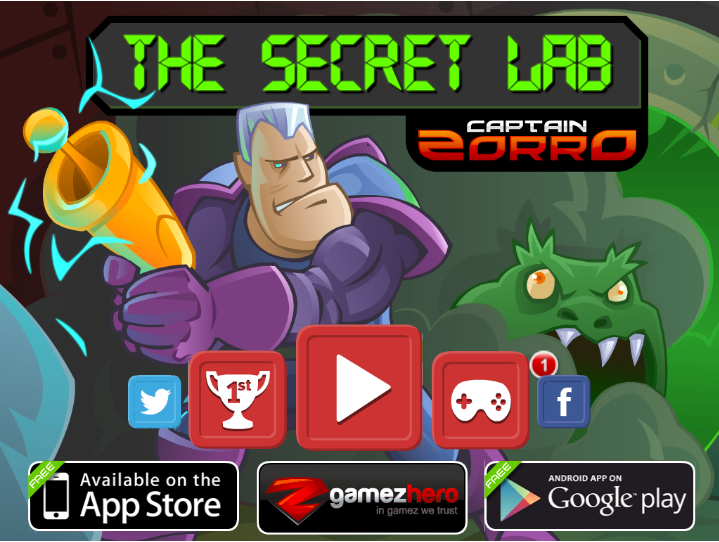 THE SECRET LAB
CAPTAIN
ZORRO
1st
1
f
FREE
Available on the
App Store
gamezhero
in gamez we trust
FREE
ANDROID APP ON
Google play